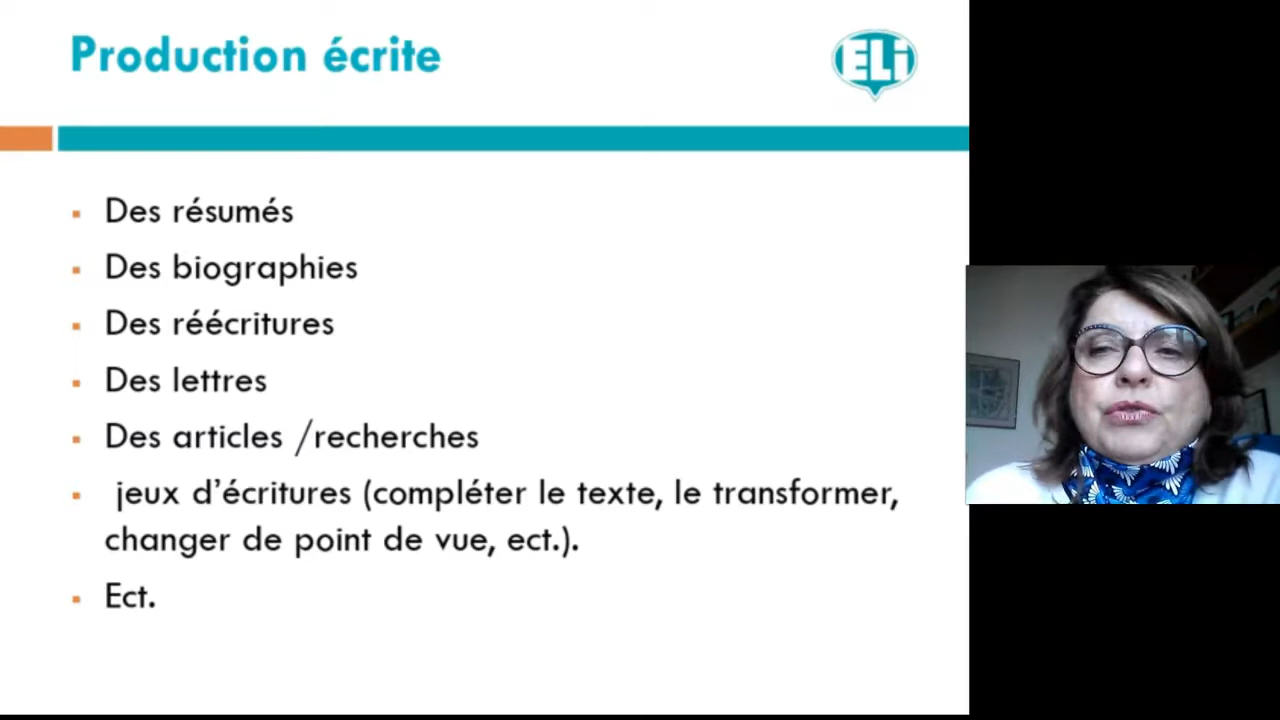 Production écrite
ELi
Des résumés
Des biographies
Des réécritures
Des lettres
Des articles /recherches
jeux d'écritures (compléter le texte, le transformer,
changer de point de vue, ect.).
Ect.